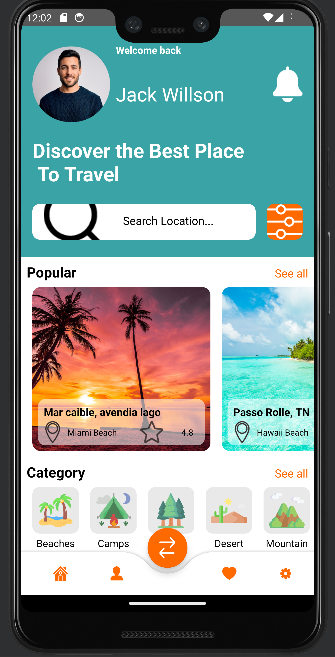 12:02
Welcome back
Jack Willson
Discover the Best Place
To Travel
Search Location...
Popular
See all
Mar caible, avendia lago
Miami Beach
4.8
Passo Rolle, TN
Hawaii Beach
Category
See all
Beaches
Camps
Desert
Mountain